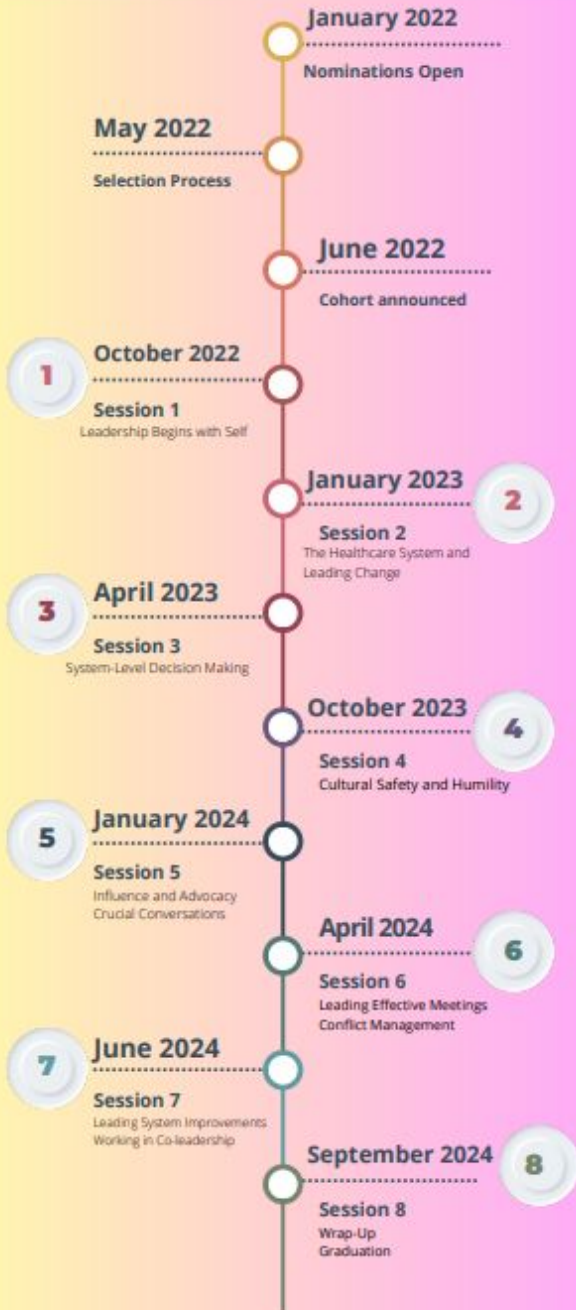 January 2022
Nominations Open
May 2022
Selection Process
June 2022
Cohort announced
1
October 2022
Session 1
Leadership Begins with Self
January 2023
2
Session 2
The Healthcare System and
Leading Change
3
April 2023
Session 3
System-Level Decision Making
October 2023
4
Session 4
Cultural Safety and Humility
5
January 2024
Session 5
Influence and Advocacy
Crucial Conversations
April 2024
6
Session 6
Leading Effective Meetings
Conflict Management
7
June 2024
Session 7
Leading System Improvements
Working in Co-leadership
September 2024
8
Session 8
Wrap-Up
Graduation